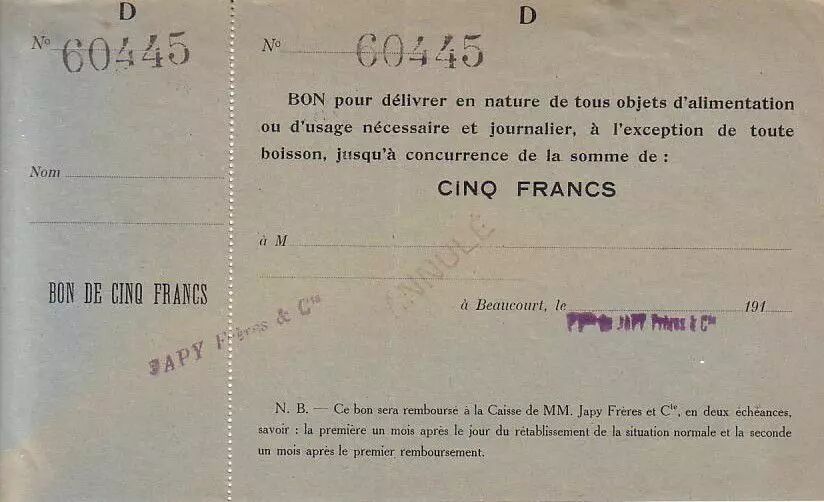 D
Nº 60445
Nom
BON DE CINQ FRANCS
JAPY Frères & Cie
D
Nº 60445
BON pour délivrer en nature de tous objets d'alimentation
ou d'usage nécessaire et journalier, à l'exception de toute
boisson, jusqu'à concurrence de la somme de :
CINQ FRANCS
à M
ANNULÉ
à Beaucourt, le 191
JAPY Frères & Cie
N. B. — Ce bon sera remboursé à la Caisse de MM. Japy Frères et Cie, en deux échéances,
savoir : la première un mois après le jour du rétablissement de la situation normale et la seconde
un mois après le premier remboursement.